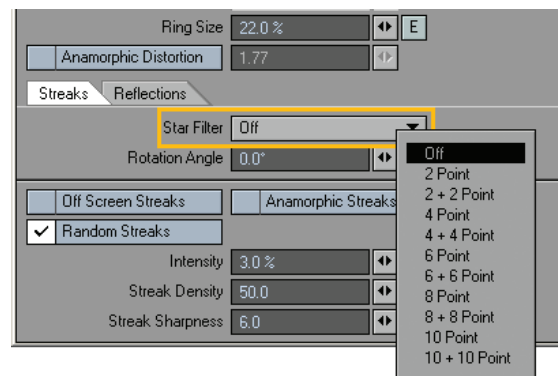 Ring Size 22.0 % E
Anamorphic Distortion 1.77
Streaks Reflections
Star Filter Off
Rotation Angle 0.0°
Off Screen Streaks Anamorphic Streaks
Random Streaks
Intensity 3.0 %
Streak Density 50.0
Streak Sharpness 6.0
Off
2 Point
2 + 2 Point
4 Point
4 + 4 Point
6 Point
6 + 6 Point
8 Point
8 + 8 Point
10 Point
10 + 10 Point